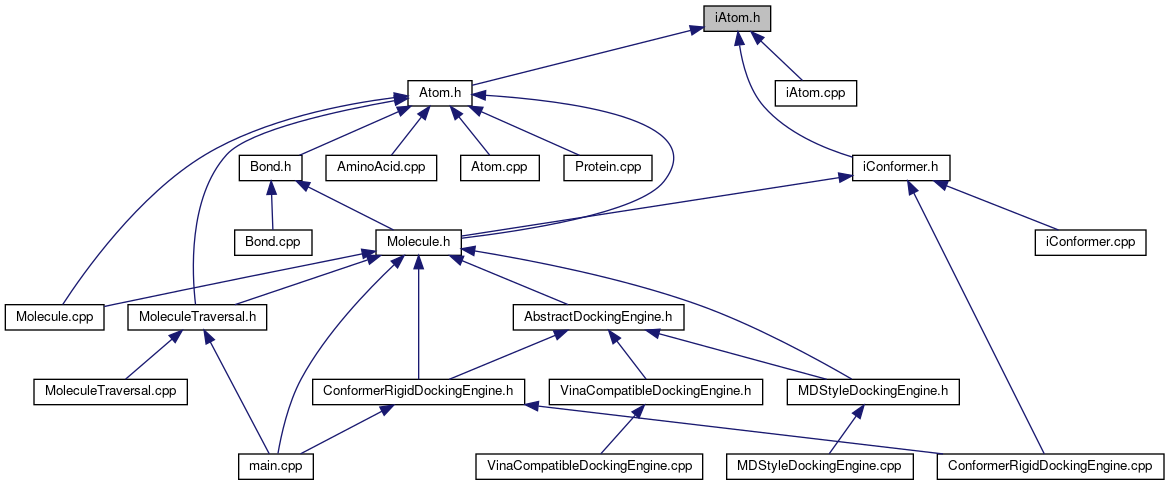 iAtom.h
Atom.h
iAtom.cpp
Bond.h
AminoAcid.cpp
Atom.cpp
Protein.cpp
iConformer.h
Bond.cpp
Molecule.h
iConformer.cpp
Molecule.cpp
MoleculeTraversal.h
AbstractDockingEngine.h
MoleculeTraversal.cpp
ConformerRigidDockingEngine.h
VinaCompatibleDockingEngine.h
MDStyleDockingEngine.h
main.cpp
VinaCompatibleDockingEngine.cpp
MDStyleDockingEngine.cpp
ConformerRigidDockingEngine.cpp